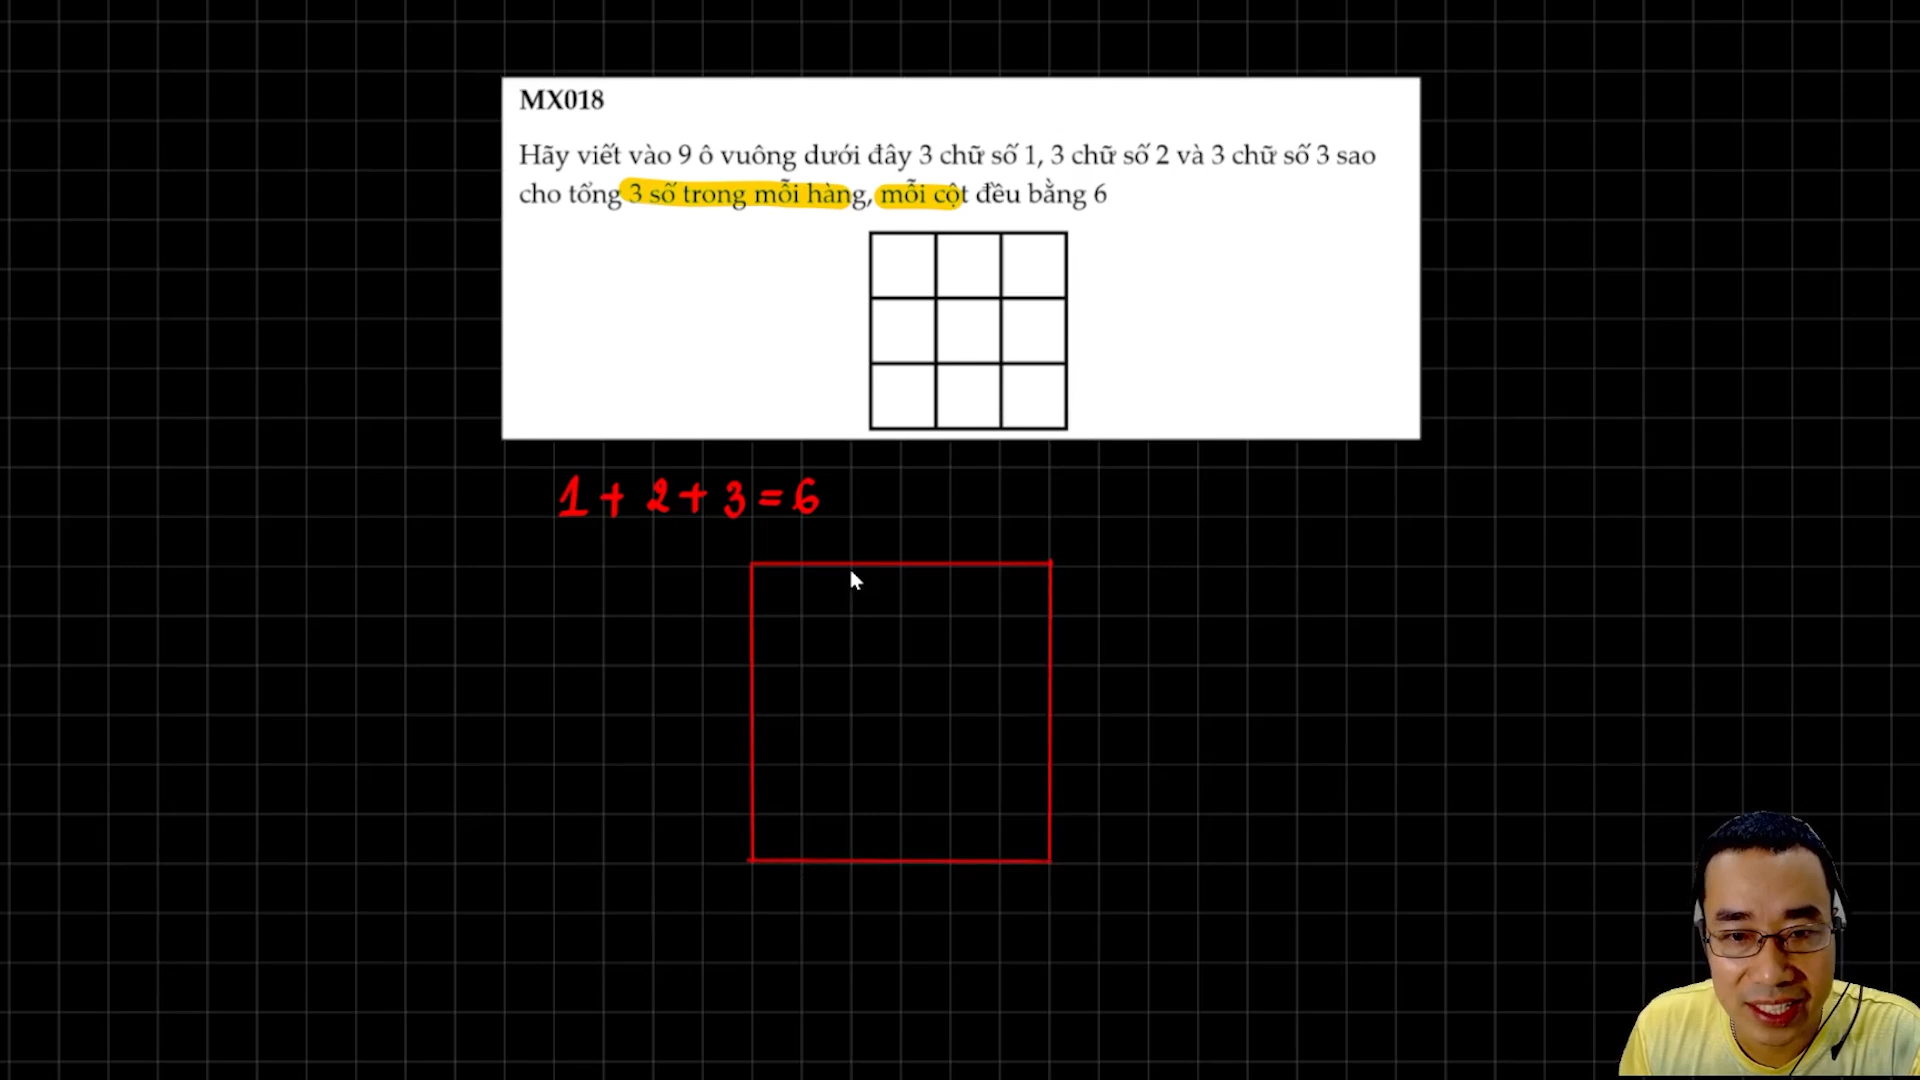 MX018
Hãy viết vào 9 ô vuông dưới đây 3 chữ số 1, 3 chữ số 2 và 3 chữ số 3 sao
cho tổng 3 số trong mỗi hàng, mỗi cột đều bằng 6
1 + 2 + 3 = 6